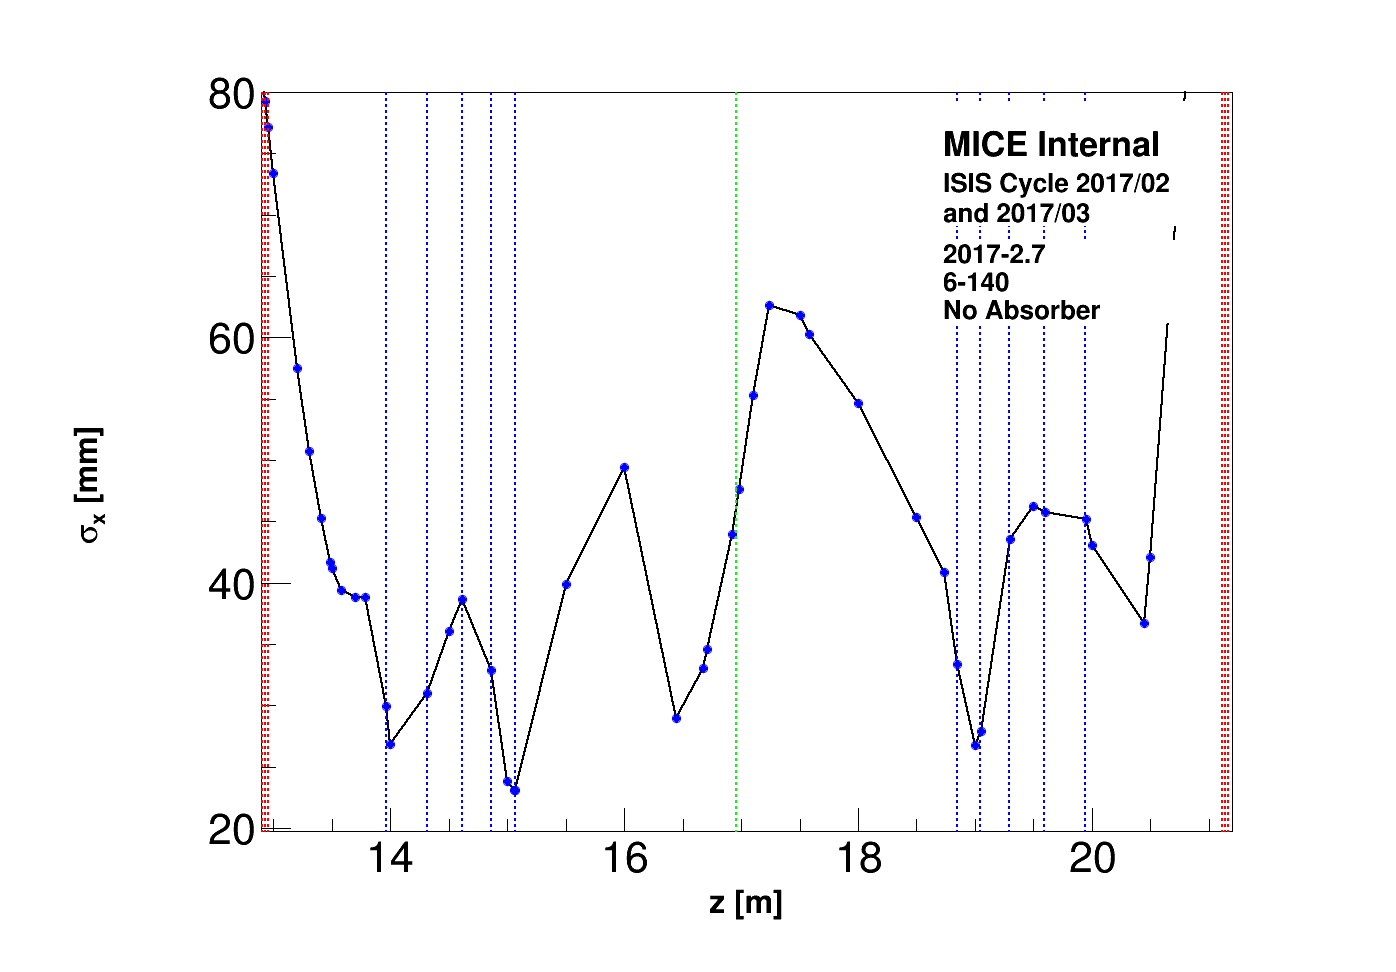 80
60
40
20
σx [mm]
MICE Internal
ISIS Cycle 2017/02
and 2017/03
2017-2.7
6-140
No Absorber
14 16 18 20
z [m]